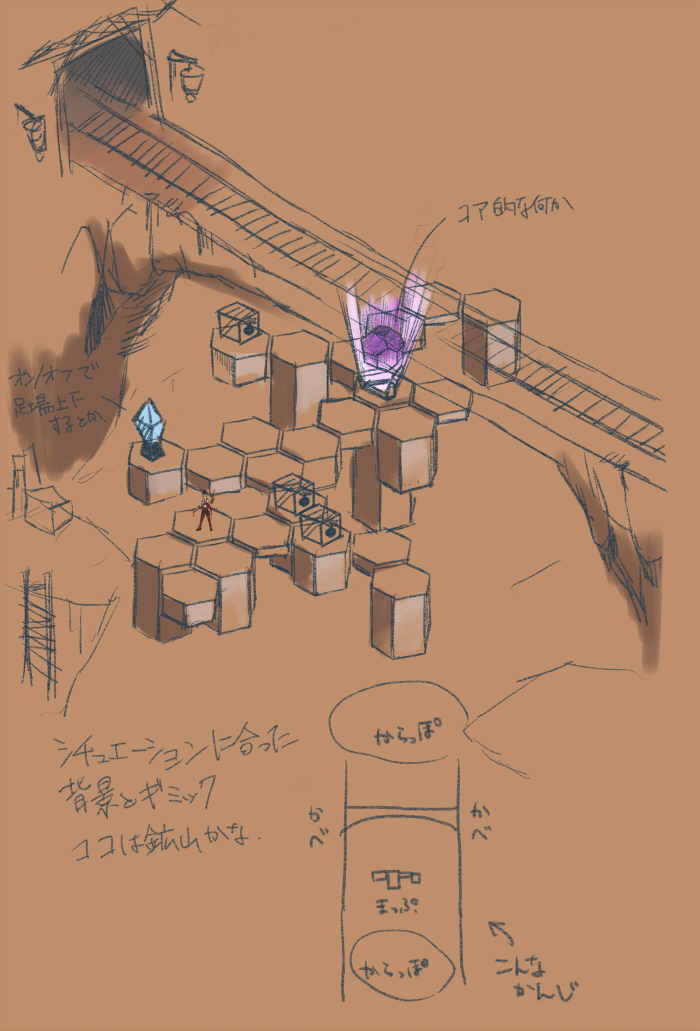 コア的な何か
オン/オフで
足場上下
するとか
シチュエーションに合った
背景とギミック
ココは鉱山かな.
からっぽ
かべ
かべ
まっぷ
からっぽ
こんな
かんじ